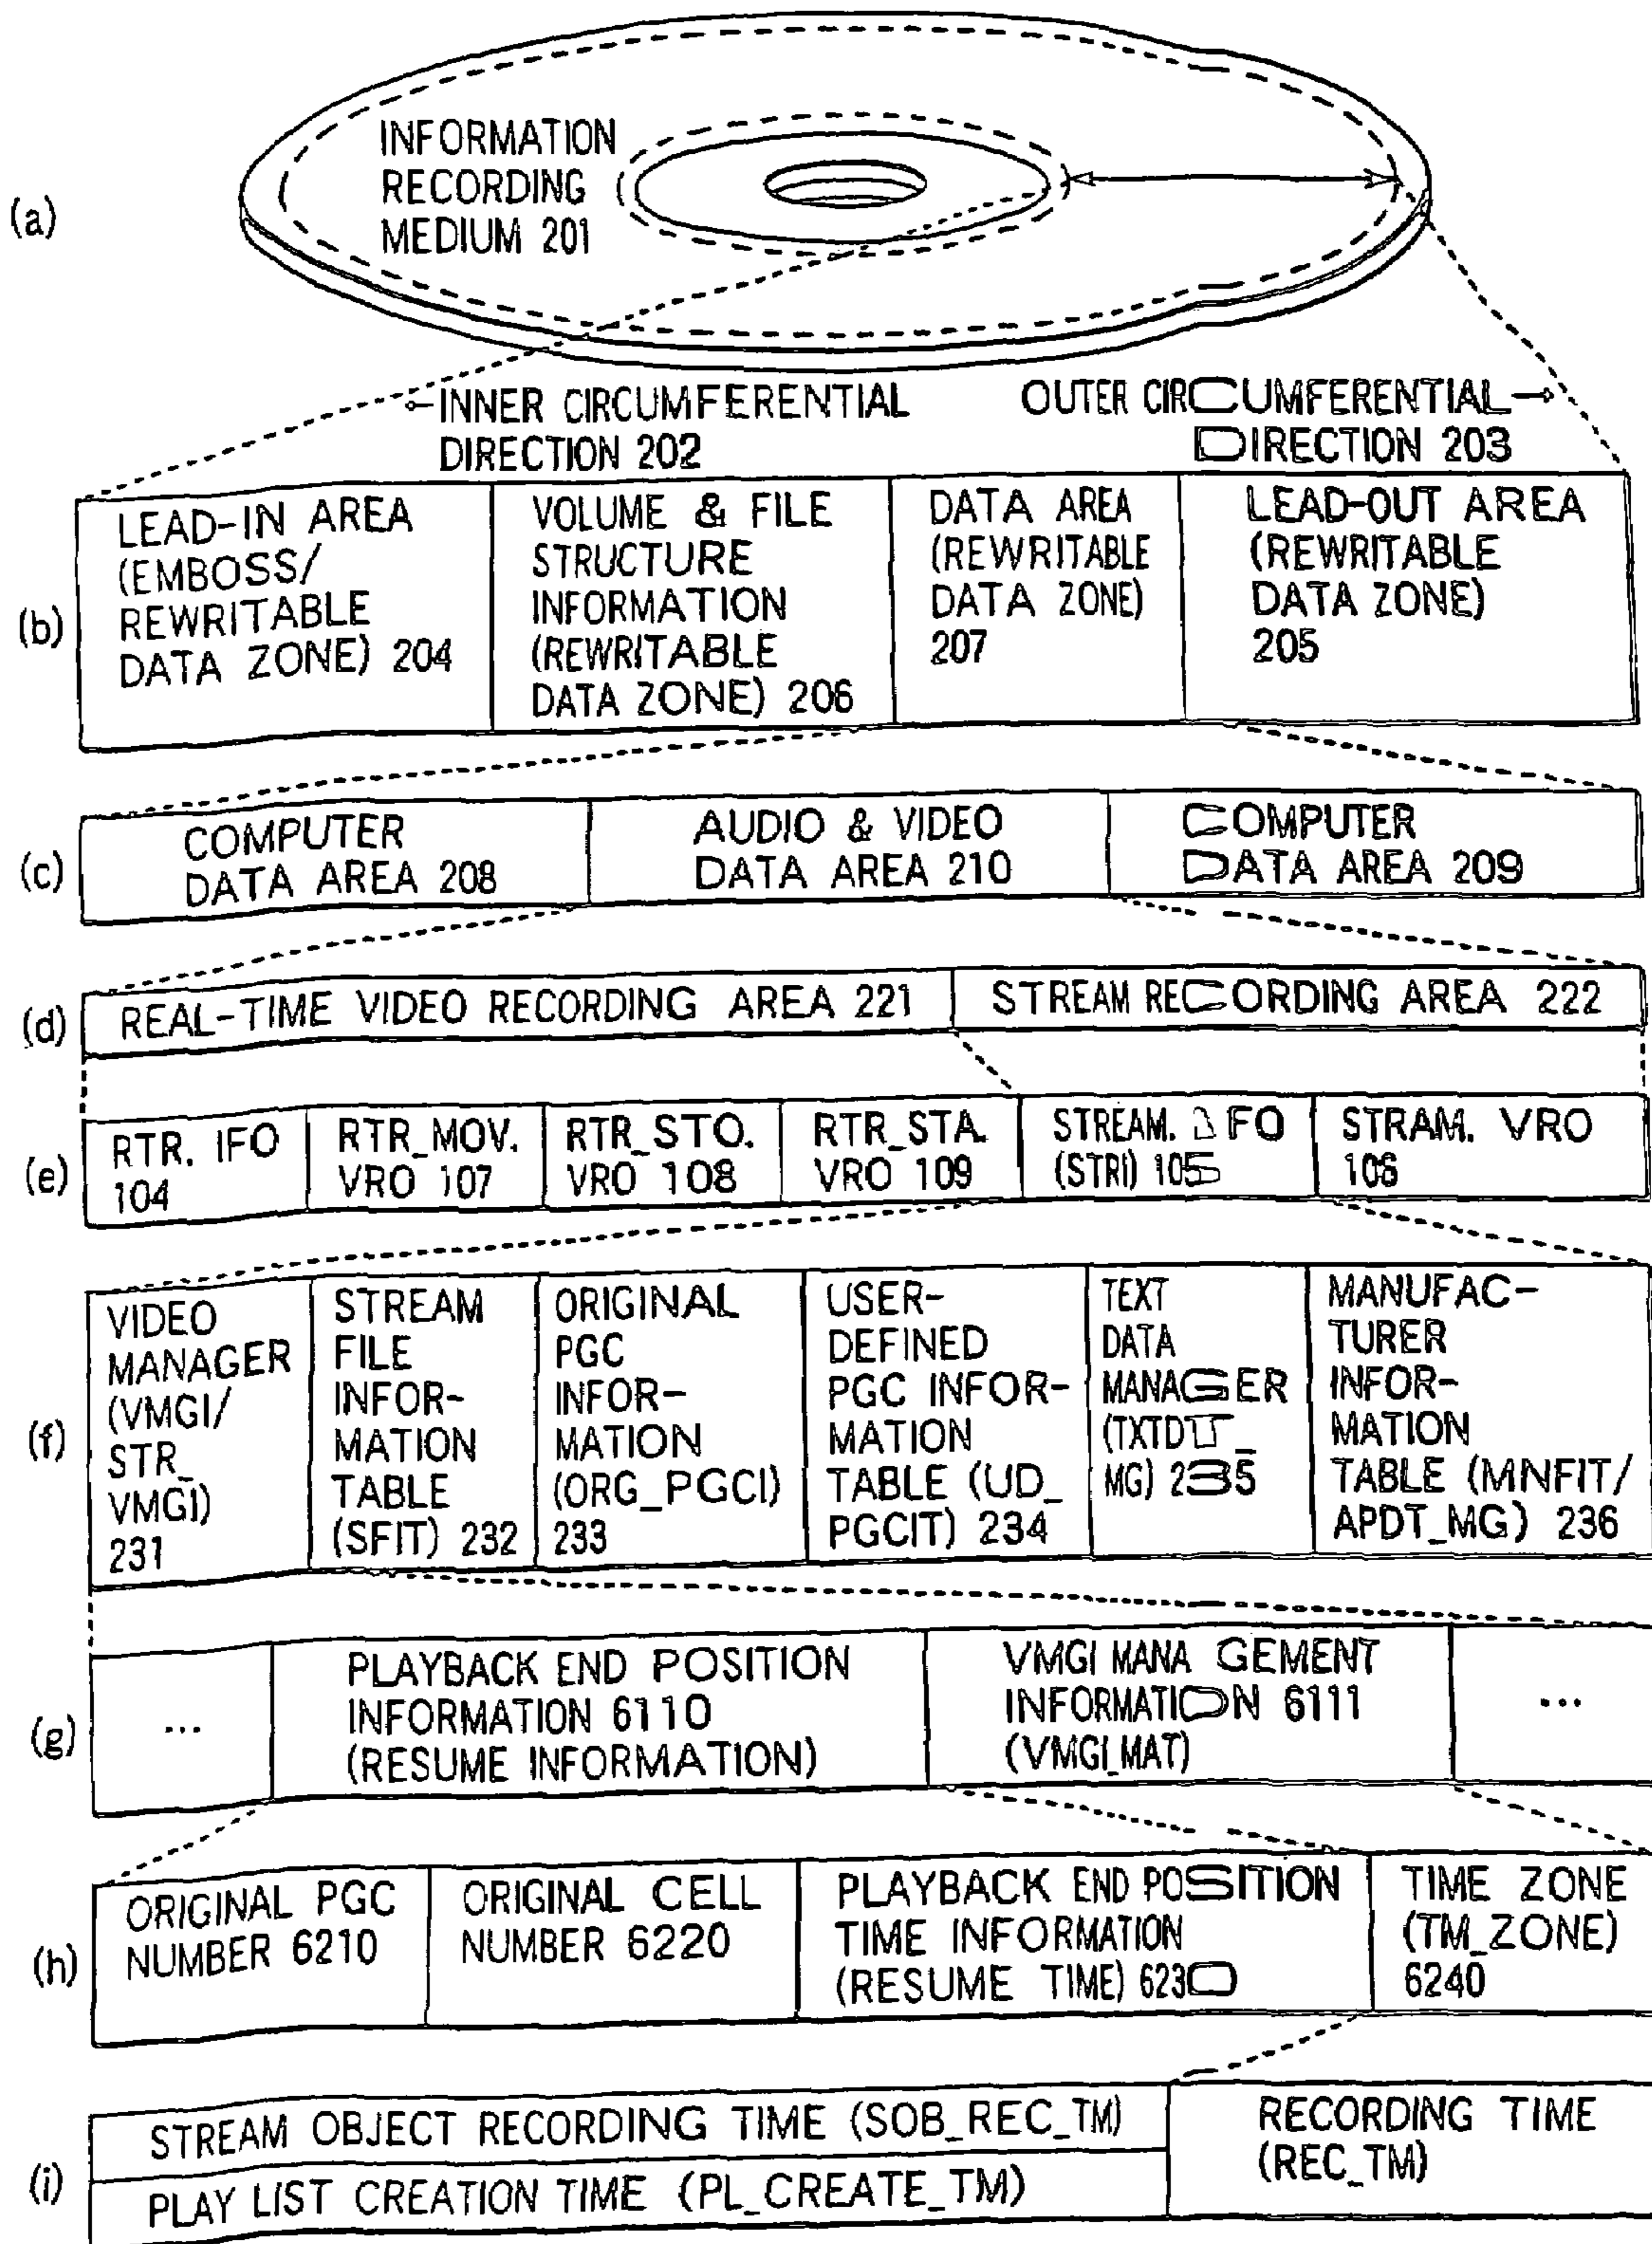 (a)
INFORMATION
RECORDING
MEDIUM 201
INNER CIRCUMFERENTIAL
DIRECTION 202
OUTER CIRCUMFERENTIAL
DIRECTION 203
(b)
LEAD-IN AREA
(EMBOSS/
REWRITABLE
DATA ZONE) 204
VOLUME & FILE
STRUCTURE
INFORMATION
(REWRITABLE
DATA ZONE) 206
DATA AREA
(REWRITABLE
DATA ZONE)
207
LEAD-OUT AREA
(REWRITABLE
DATA ZONE)
205
(c)
COMPUTER
DATA AREA 208
AUDIO & VIDEO
DATA AREA 210
COMPUTER
DATA AREA 209
(d)
REAL-TIME VIDEO RECORDING AREA 221
STREAM RECORDING AREA 222
(e)
RTR. IFO
104
RTR_MOV.
VRO 107
RTR_STO.
VRO 108
RTR_STA.
VRO 109
STREAM. IFO
(STRI) 105
STRAM. VRO
106
(f)
VIDEO
MANAGER
(VMGI/
STR_
VMGI)
231
STREAM
FILE
INFOR-
MATION
TABLE
(SFIT) 232
ORIGINAL
PGC
INFOR-
MATION
(ORG_PGCI)
233
USER-
DEFINED
PGC INFOR-
MATION
TABLE (UD_
PGCIT) 234
TEXT
DATA
MANAGER
(TXTDT_
MG) 235
MANUFAC-
TURER
INFOR-
MATION
TABLE (MNFIT/
APDT_MG) 236
(g)
...
PLAYBACK END POSITION
INFORMATION 6110
(RESUME INFORMATION)
VMGI MANAGEMENT
INFORMATION 6111
(VMGI_MAT)
...
(h)
ORIGINAL PGC
NUMBER 6210
ORIGINAL CELL
NUMBER 6220
PLAYBACK END POSITION
TIME INFORMATION
(RESUME TIME) 6230
TIME ZONE
(TM_ZONE)
6240
(i)
STREAM OBJECT RECORDING TIME (SOB_REC_TM)
PLAY LIST CREATION TIME (PL_CREATE_TM)
RECORDING TIME
(REC_TM)